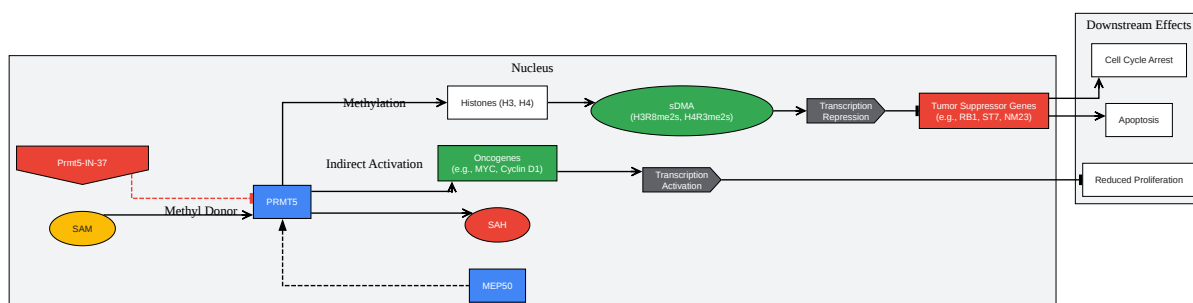 Downstream Effects
Nucleus
Cell Cycle Arrest
Methylation
Histones (H3, H4)
sDMA
(H3R8me2s, H4R3me2s)
Transcription
Repression
Tumor Suppressor Genes
(e.g., RB1, ST7, NM23)
Apoptosis
Prmt5-IN-37
Indirect Activation
Oncogenes
(e.g., MYC, Cyclin D1)
Transcription
Activation
Reduced Proliferation
PRMT5
SAM
Methyl Donor
SAH
MEP50